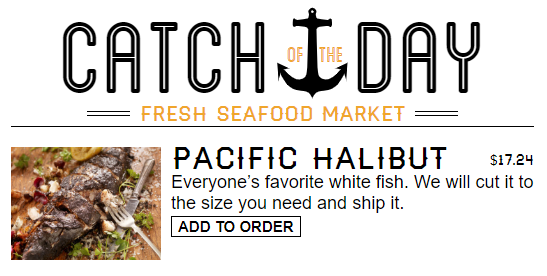 CATCH OF THE DAY
FRESH SEAFOOD MARKET
PACIFIC HALIBUT
$17.24
Everyone's favorite white fish. We will cut it to
the size you need and ship it.
ADD TO ORDER